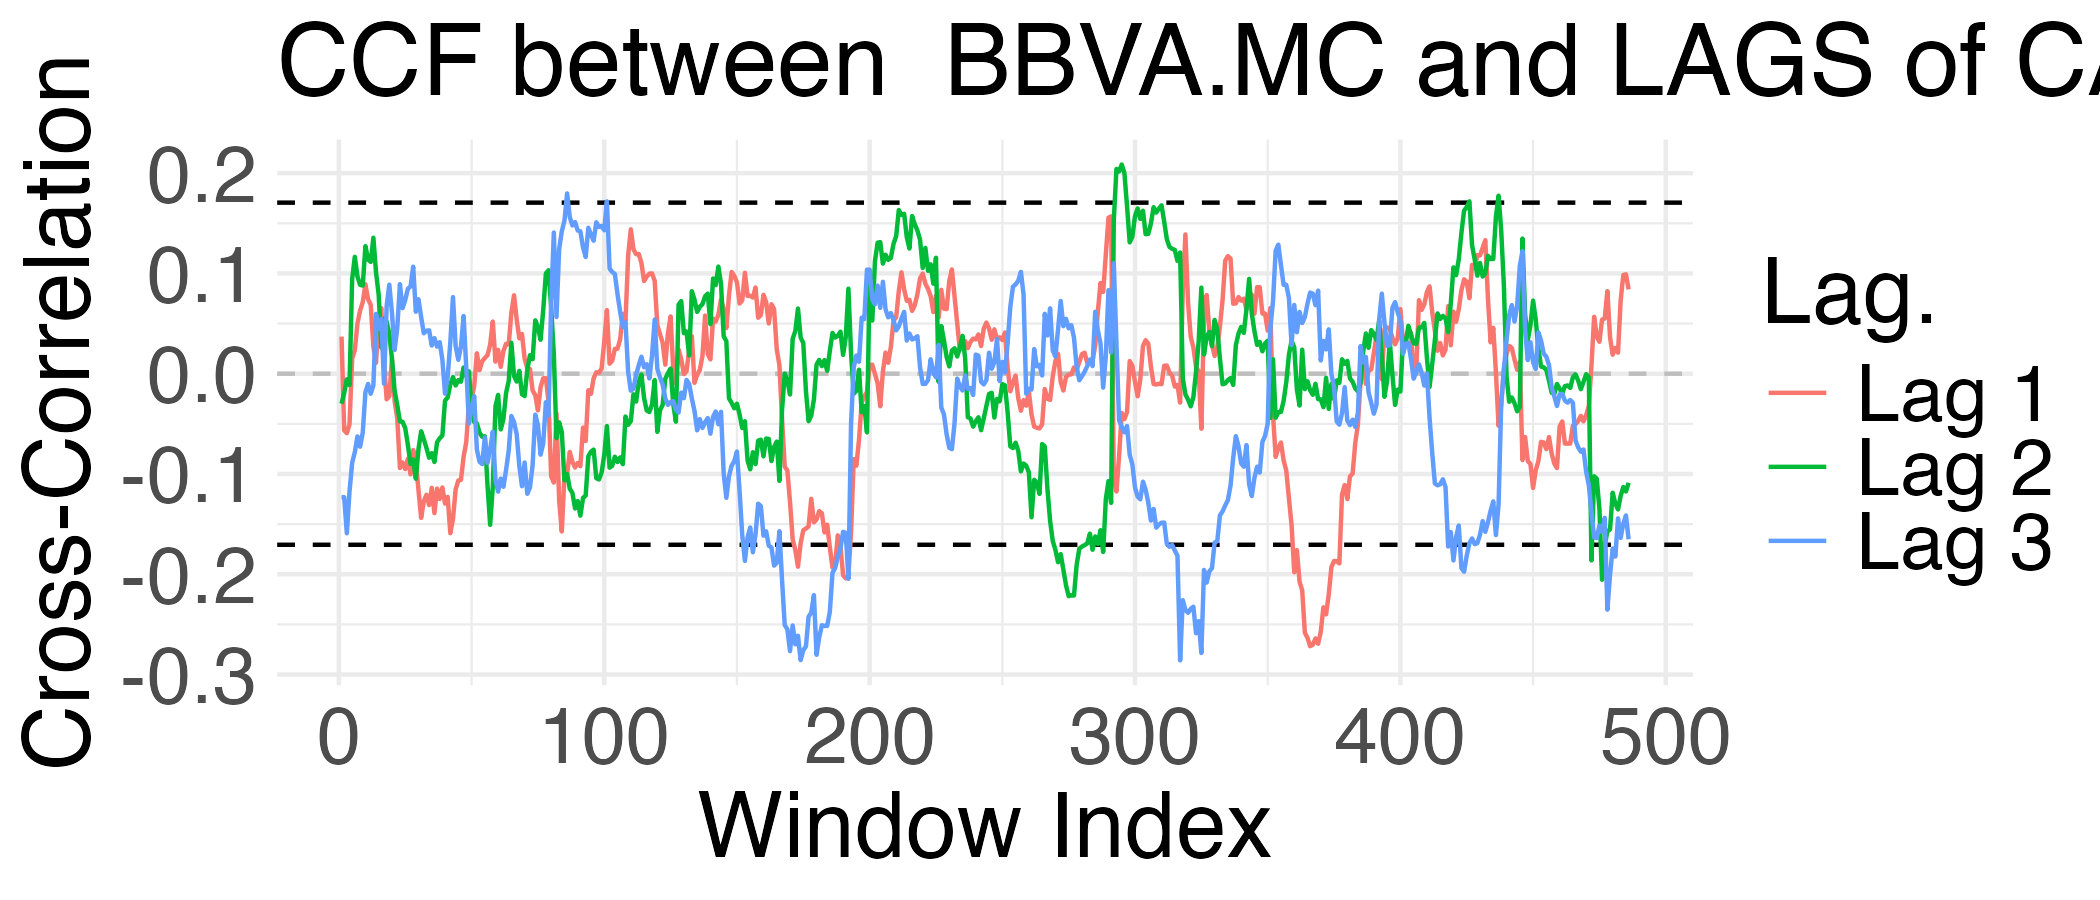 CCF between BBVA.MC and LAGS of
Cross-Correlation
0.2
0.1
0.0
-0.1
-0.2
-0.3
0
100
200
300
400
500
Window Index
Lag.
Lag 1
Lag 2
Lag 3